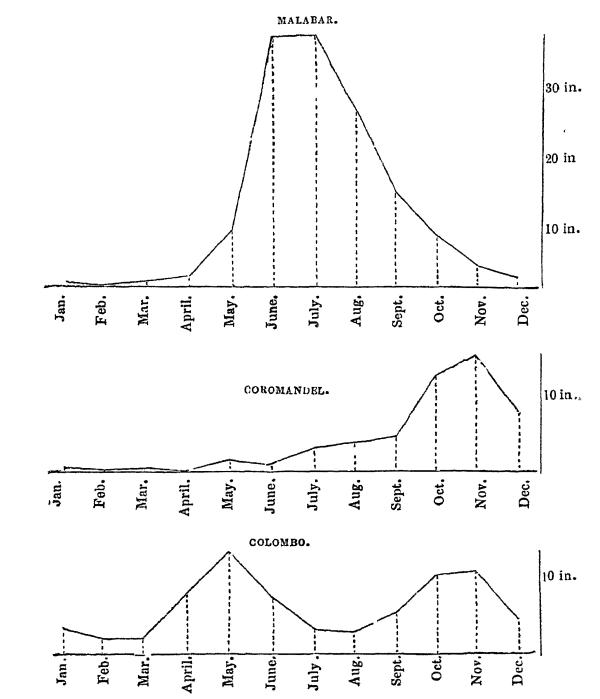 MALABAR.
30 in.
20 in
10 in.
Jan. Feb. Mar. April. May. June. July. Aug. Sept. Oct. Nov. Dec.
COROMANDEL.
10 in.
Jan. Feb. Mar. April. May. June. July. Aug. Sept. Oct. Nov. Dec.
COLOMBO.
10 in.
Jan. Feb. Mar. April. May. June. July. Aug. Sept. Oct. Nov. Dec.